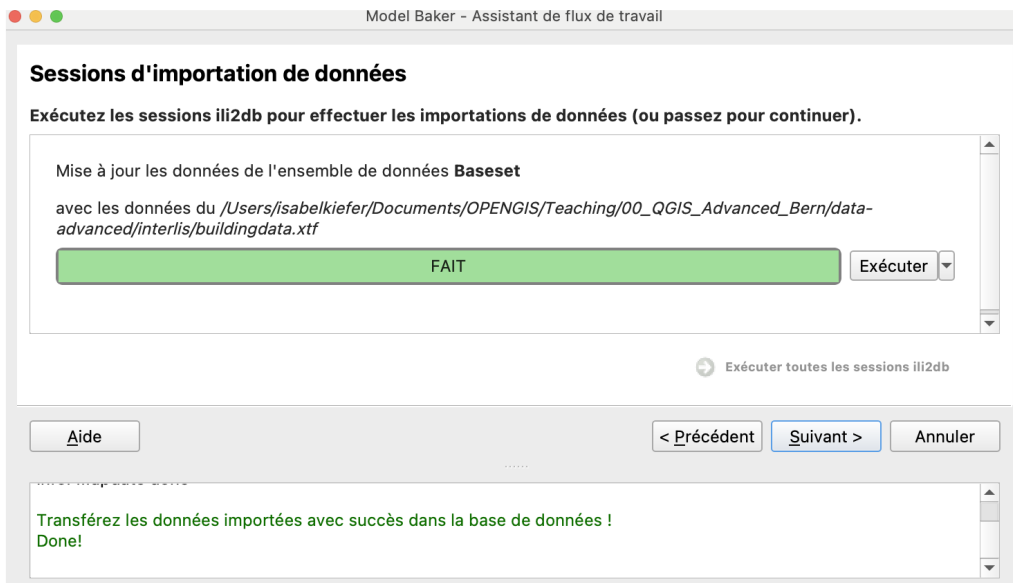 Model Baker - Assistant de flux de travail
Sessions d'importation de données
Exécutez les sessions ili2db pour effectuer les importations de données (ou passez pour continuer).
Mise à jour les données de l'ensemble de données Baseset
avec les données du /Users/isabelkiefer/Documents/OPENGIS/Teaching/00_QGIS_Advanced_Bern/data-
advanced/interlis/buildingdata.xtf
FAIT
Exécuter
Exécuter toutes les sessions ili2db
Aide
< Précédent
Suivant >
Annuler
Transférez les données importées avec succès dans la base de données !
Done!